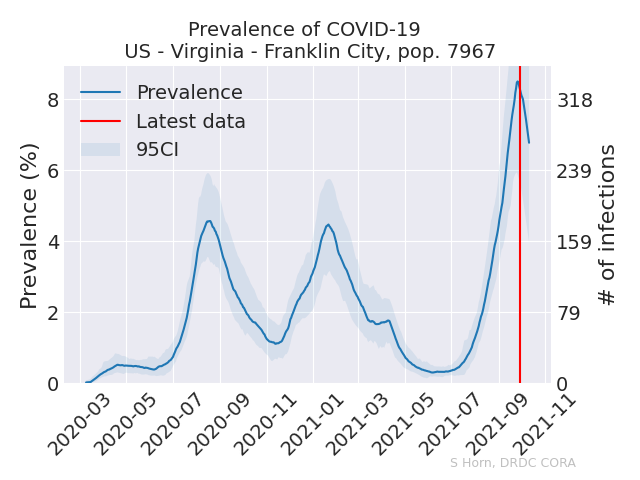 Prevalence of COVID-19
US - Virginia - Franklin City, pop. 7967
Prevalence
Latest data
95CI
Prevalence (%)
8
6
4
2
0
# of infections
318
239
159
79
0
2020-03
2020-05
2020-07
2020-09
2020-11
2021-01
2021-03
2021-05
2021-07
2021-09
2021-11
S Horn, DRDC CORA